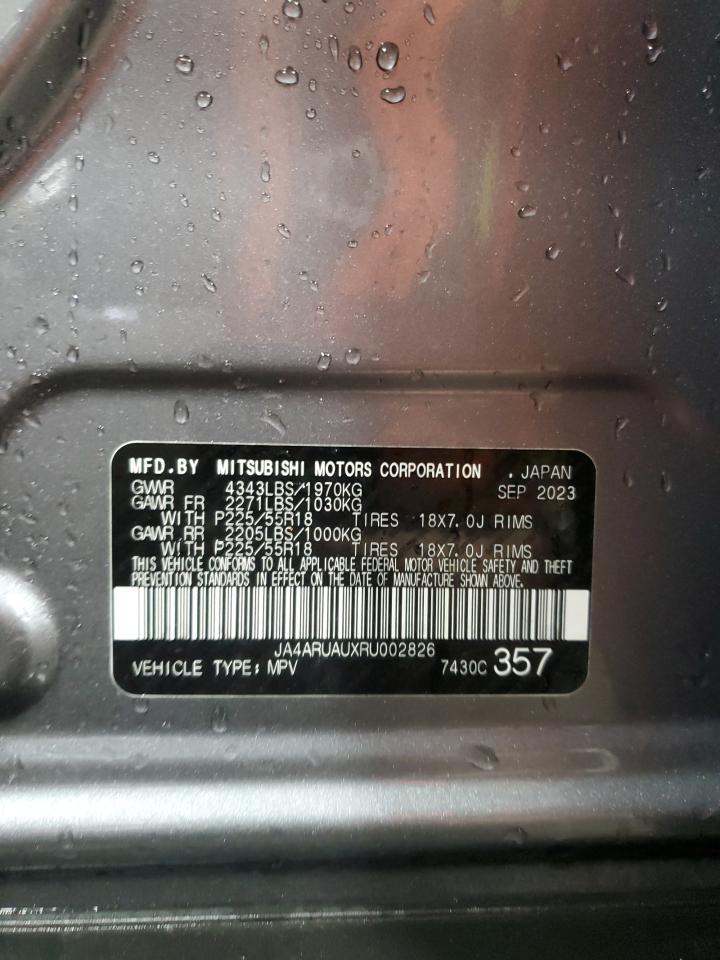 MFD.BY MITSUBISHI MOTORS CORPORATION . JAPAN
GVWR 4343LBS/1970KG SEP 2023
GAWR FR 2271LBS/1030KG
WITH P225/55R18 TIRES 18X7.0J RIMS
GAWR RR 2205LBS/1000KG
WITH P225/55R18 TIRES 18X7.0J RIMS
THIS VEHICLE CONFORMS TO ALL APPLICABLE FEDERAL MOTOR VEHICLE SAFETY AND THEFT
PREVENTION STANDARDS IN EFFECT ON THE DATE OF MANUFACTURE SHOWN ABOVE.
JA4ARUAUXRU002826
VEHICLE TYPE: MPV 7430C 357